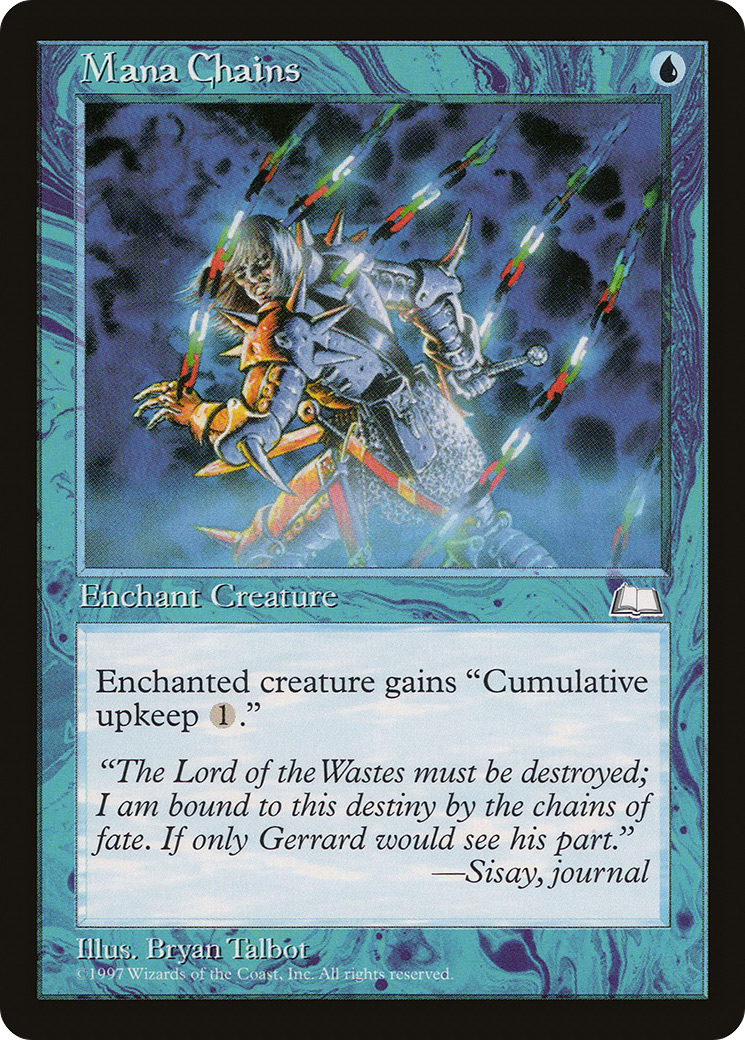 Mana Chains
Enchant Creature
Enchanted creature gains “Cumulative
upkeep 1.”
“The Lord of the Wastes must be destroyed;
I am bound to this destiny by the chains of
fate. If only Gerrard would see his part.”
—Sisay, journal
Illus. Bryan Talbot
©1997 Wizards of the Coast, Inc. All rights reserved.